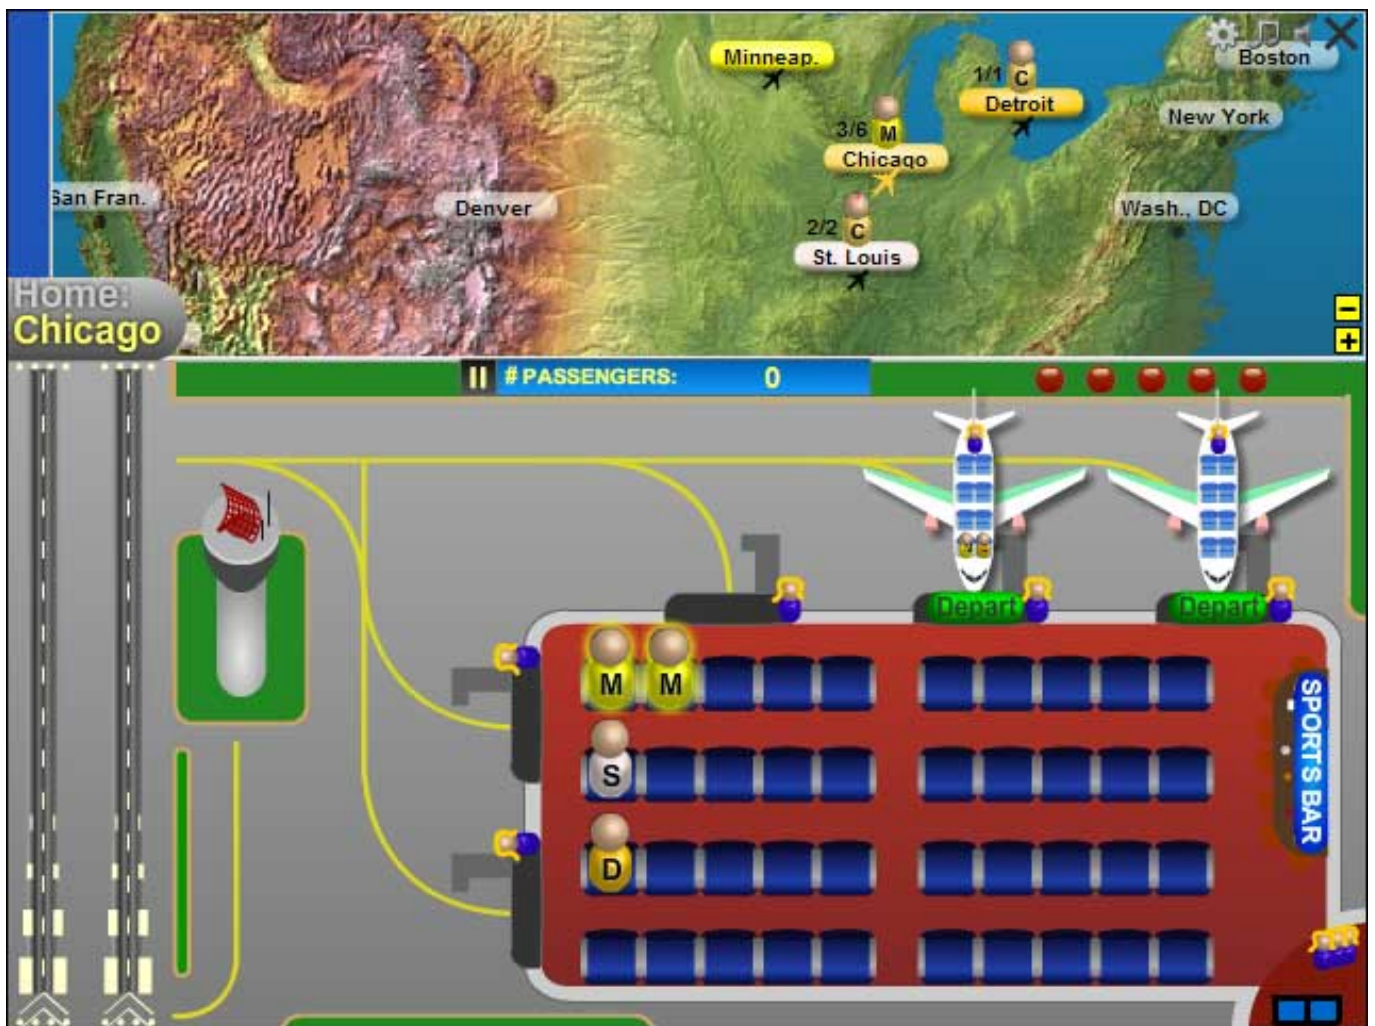 Minneap.
Boston
1/1
C
Detroit
New York
3/6
M
Chicago
San Fran.
Denver
Wash., DC
2/2
C
St. Louis
Home:
Chicago
# PASSENGERS:
0
Depart
Depart
M
M
S
D
SPORTS BAR